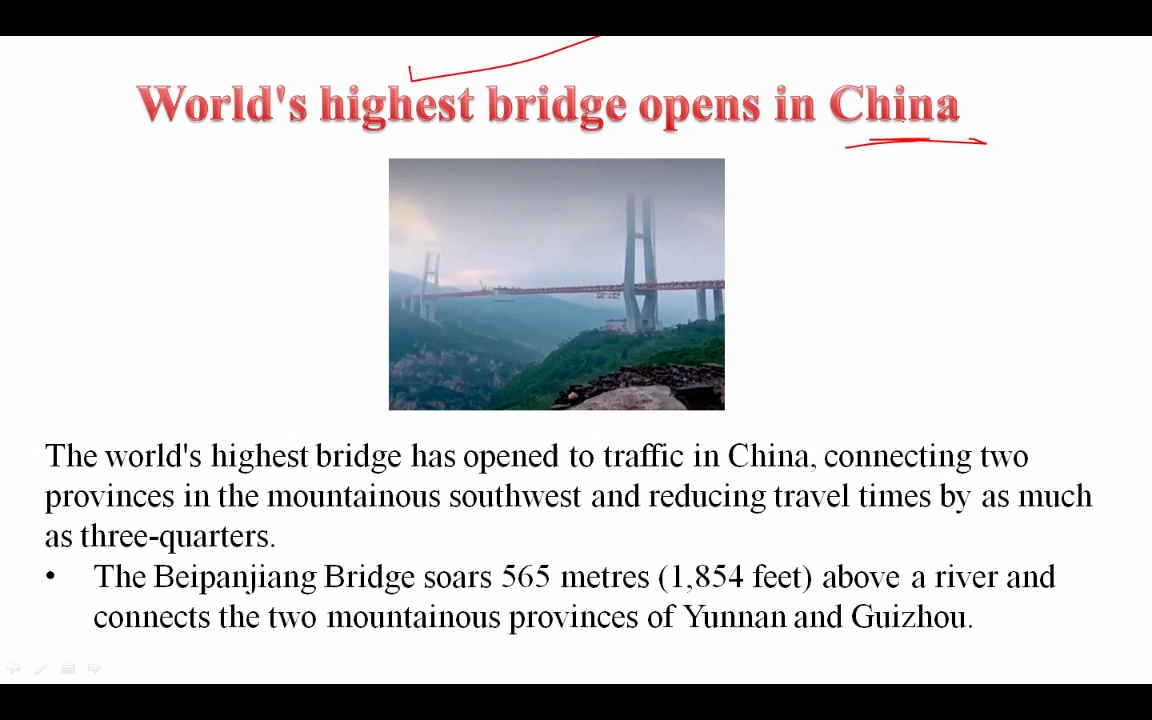 World's highest bridge opens in China
The world's highest bridge has opened to traffic in China, connecting two
provinces in the mountainous southwest and reducing travel times by as much
as three-quarters.
• The Beipanjiang Bridge soars 565 metres (1,854 feet) above a river and
connects the two mountainous provinces of Yunnan and Guizhou.